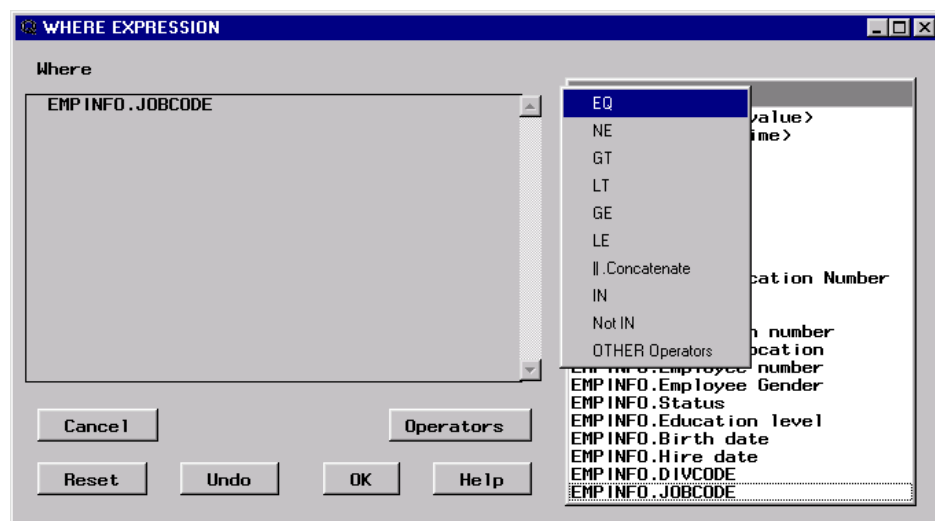 WHERE EXPRESSION
Where
EMPINFO.JOBCODE
EQ
NE
GT
LT
GE
LE
||.Concatenate
IN
Not IN
OTHER Operators
value>
ime>
cation Number
number
ocation
EMPINFO.Employee number
EMPINFO.Employee Gender
EMPINFO.Status
EMPINFO.Education level
EMPINFO.Birth date
EMPINFO.Hire date
EMPINFO.DIVCODE
EMPINFO.JOBCODE
Cancel
Operators
Reset
Undo
OK
Help